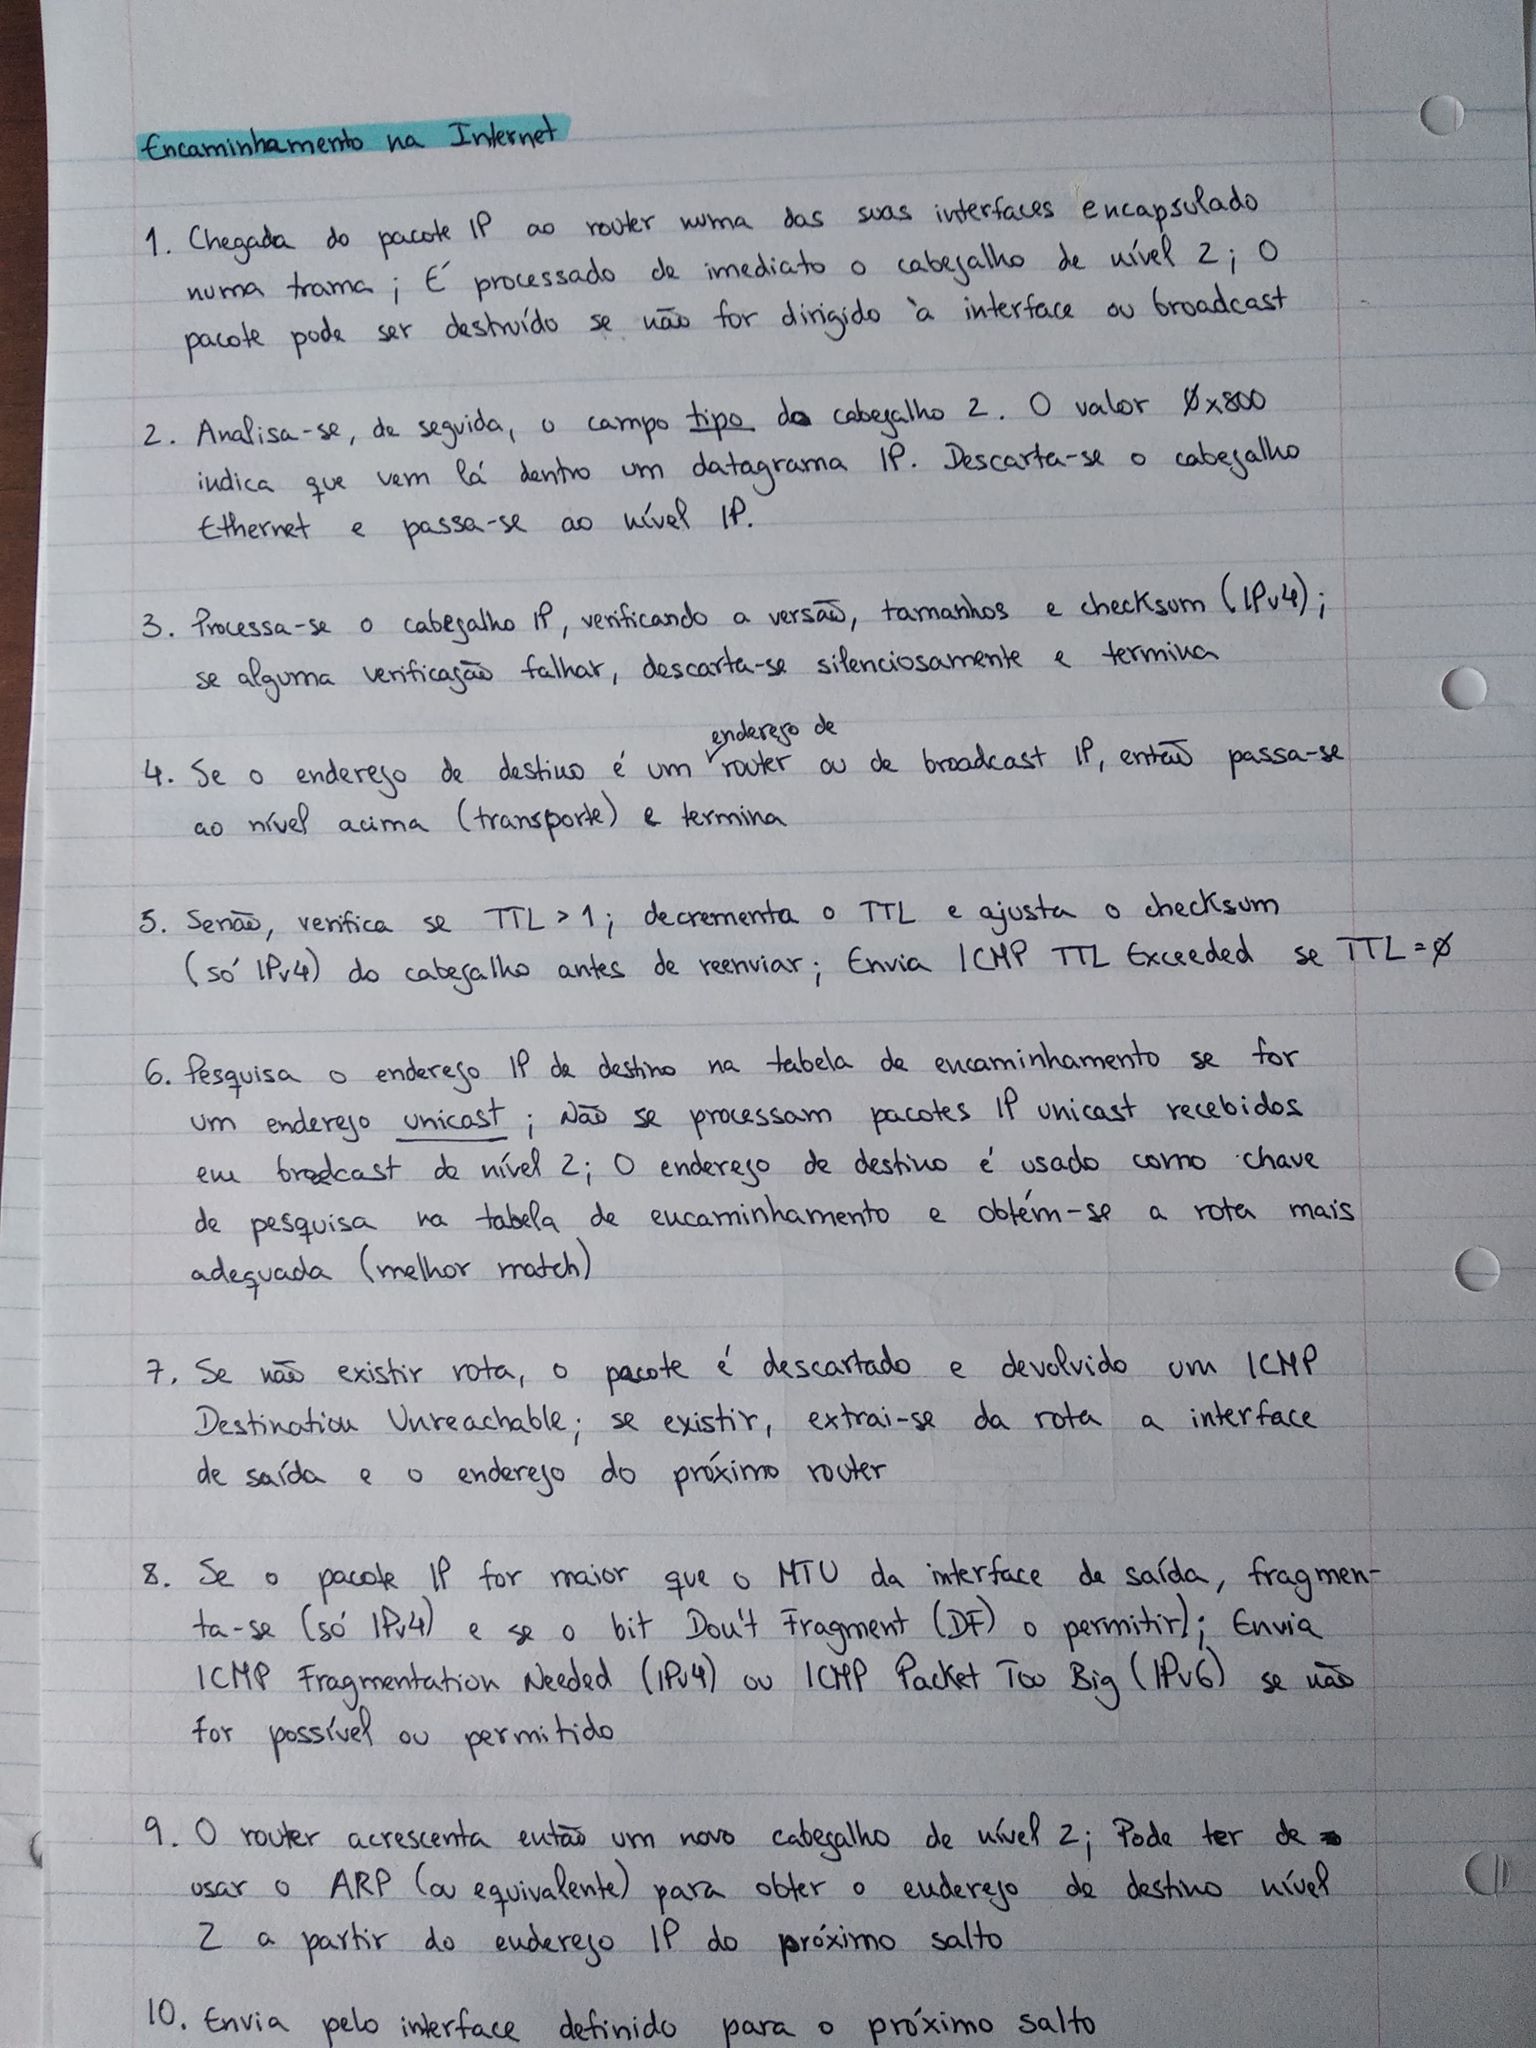 Encaminhamento na Internet
1. Chegada do pacote IP ao router numa das suas interfaces encapsulado
numa trama; É processado de imediato o cabeçalho de nível 2; O
pacote pode ser destruído se não for dirigido à interface ou broadcast
2. Analisa-se, de seguida, o campo tipo do cabeçalho 2. O valor 0x800
indica que vem lá dentro um datagrama IP. Descarta-se o cabeçalho
Ethernet e passa-se ao nível IP.
3. Processa-se o cabeçalho IP, verificando a versão, tamanhos e checksum (IPv4);
se alguma verificação falhar, descarta-se silenciosamente e termina
4. Se o endereço de destino é um endereço de router ou de broadcast IP, então passa-se
ao nível acima (transporte) e termina
5. Senão, verifica se TTL > 1; decrementa o TTL e ajusta o checksum
(só IPv4) do cabeçalho antes de reenviar; Envia ICMP TTL Exceeded se TTL = 0
6. Pesquisa o endereço IP de destino na tabela de encaminhamento se for
um endereço unicast; Não se processam pacotes IP unicast recebidos
em brodcast de nível 2; O endereço de destino é usado como chave
de pesquisa na tabela de encaminhamento e obtém-se a rota mais
adequada (melhor match)
7. Se não existir rota, o pacote é descartado e devolvido um ICMP
Destination Unreachable; se existir, extrai-se da rota a interface
de saída e o endereço do próximo router
8. Se o pacote IP for maior que o MTU da interface de saída, fragmen-
ta-se (só IPv4) e se o bit Don't Fragment (DF) o permitir); Envia
ICMP Fragmentation Needed (IPv4) ou ICMP Packet Too Big (IPv6) se não
for possível ou permitido
9. O router acrescenta então um novo cabeçalho de nível 2; Pode ter de
usar o ARP (ou equivalente) para obter o endereço de destino nível
2 a partir do endereço IP do próximo salto
10. Envia pelo interface definido para o próximo salto